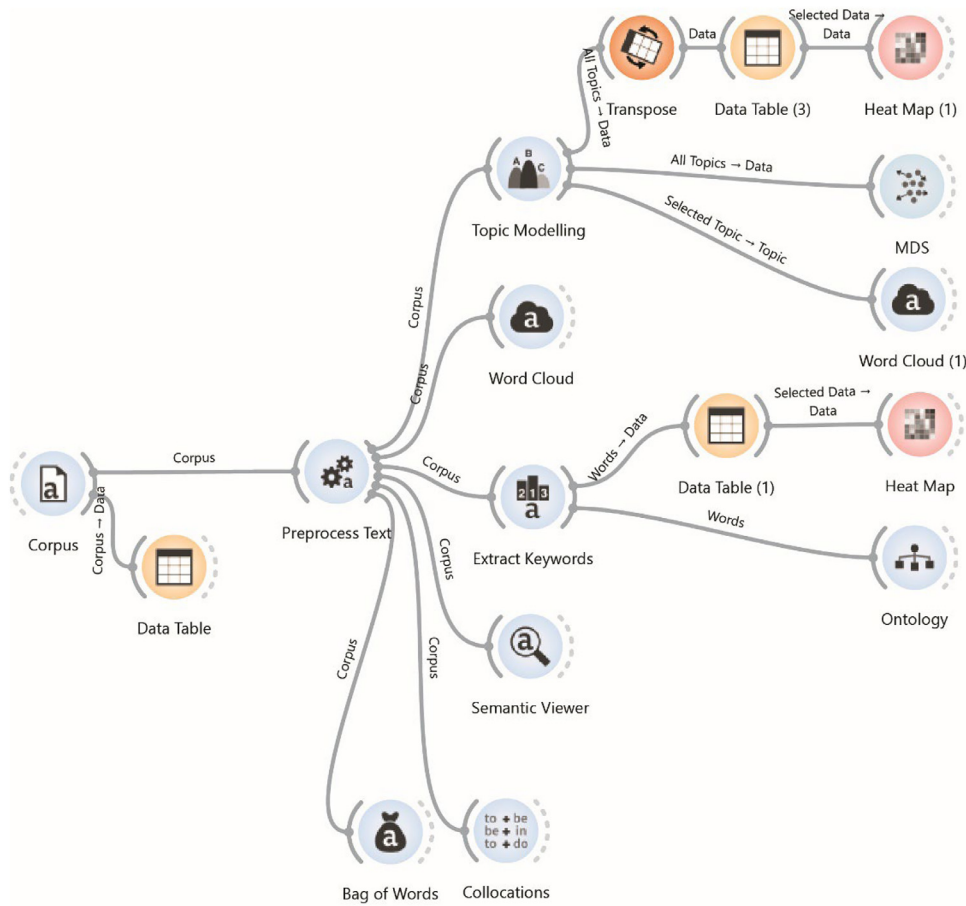 Selected Data →
Data
Data
Transpose
Data Table (3)
Heat Map (1)
All Topics → Data
A B C
Topic Modelling
All Topics → Data
MDS
Selected Topic → Topic
a
Word Cloud (1)
Corpus
a
Word Cloud
Corpus
Selected Data →
Data
Words → Data
Data Table (1)
Heat Map
a
Corpus
Corpus
a
Preprocess Text
Corpus
2 1 3
a
Extract Keywords
Words
Ontology
Corpus → Data
Data Table
Corpus
a
Semantic Viewer
Corpus
Corpus
a
Bag of Words
to + be
be + in
to + do
Collocations